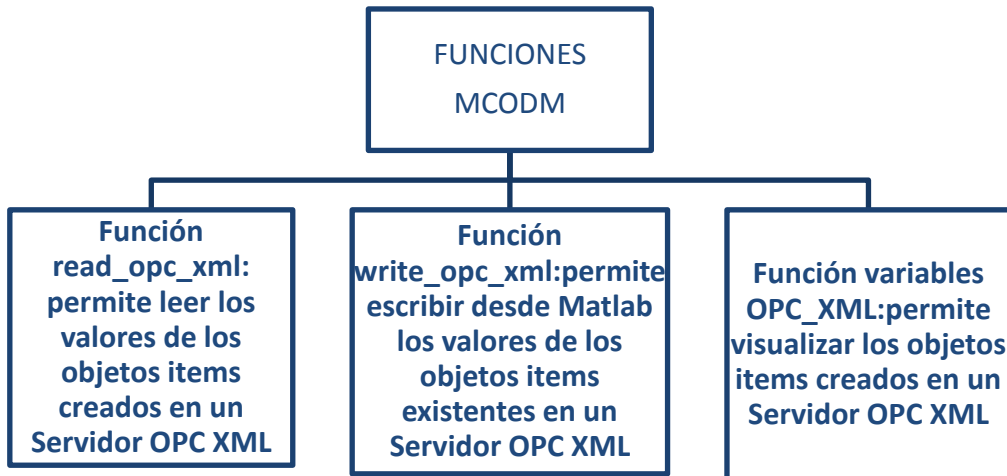 FUNCIONES
MCODM
Función
read_opc_xml:
permite leer los
valores de los
objetos items
creados en un
Servidor OPC XML
Función
write_opc_xml:permite
escribir desde Matlab
los valores de los
objetos items
existentes en un
Servidor OPC XML
Función variables
OPC_XML:permite
visualizar los objetos
items creados en un
Servidor OPC XML